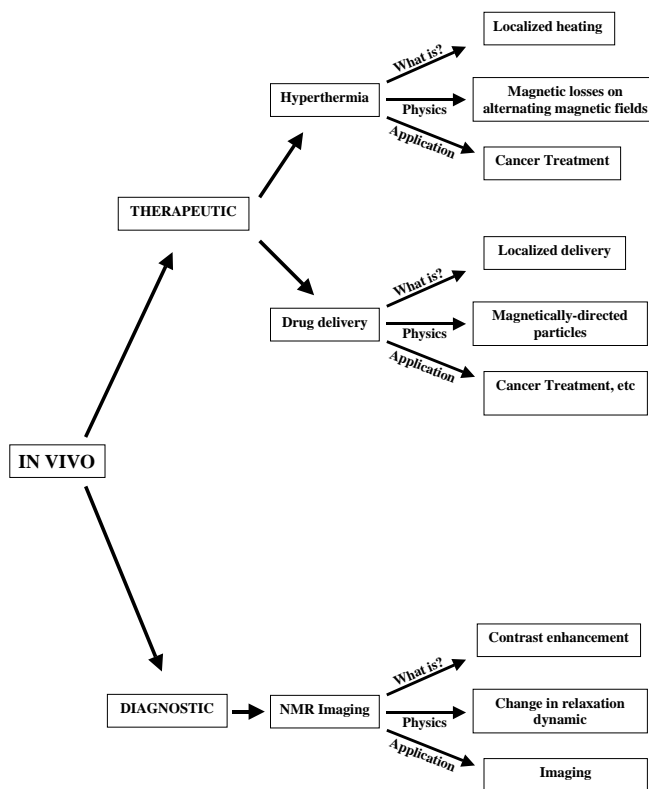 Localized heating
What is?
Hyperthermia
Physics
Magnetic losses on
alternating magnetic fields
Application
Cancer Treatment
THERAPEUTIC
Localized delivery
What is?
Drug delivery
Physics
Magnetically-directed
particles
Application
Cancer Treatment, etc
IN VIVO
Contrast enhancement
What is?
DIAGNOSTIC
NMR Imaging
Physics
Change in relaxation
dynamic
Application
Imaging